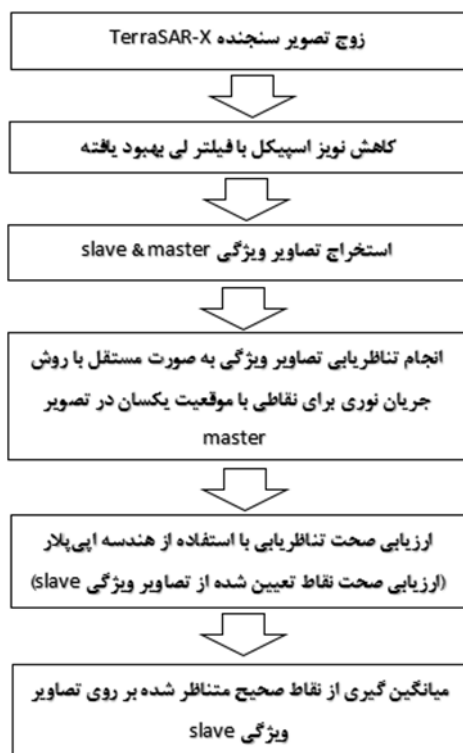 زوج تصویر سنجنده TerraSAR-X
کاهش نویز اسپیکل با فیلتر لی بهبود یافته
استخراج تصاویر ویژگی slave & master
انجام تناظریابی تصاویر ویژگی به صورت مستقل با روش
جریان نوری برای نقاطی با موقعیت یکسان در تصویر
master
ارزیابی صحت تناظریابی با استفاده از هندسه اپی‌پلار
(ارزیابی صحت نقاط تعیین شده از تصاویر ویژگی slave)
میانگین گیری از نقاط صحیح متناظر شده بر روی تصاویر
ویژگی slave